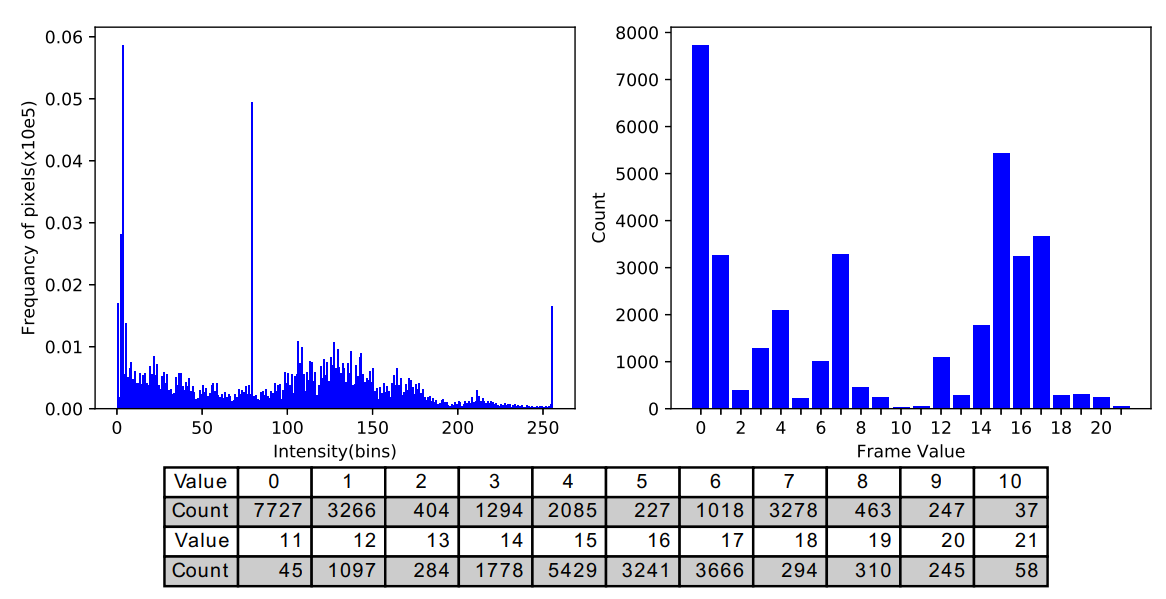 0.06
0.05
0.04
0.03
0.02
0.01
0.00
Frequancy of pixels(x10e5)
0 50 100 150 200 250
Intensity(bins)
8000
7000
6000
5000
4000
3000
2000
1000
0
Count
0 2 4 6 8 10 12 14 16 18 20
Frame Value
Value 0 1 2 3 4 5 6 7 8 9 10
Count 7727 3266 404 1294 2085 227 1018 3278 463 247 37
Value 11 12 13 14 15 16 17 18 19 20 21
Count 45 1097 284 1778 5429 3241 3666 294 310 245 58